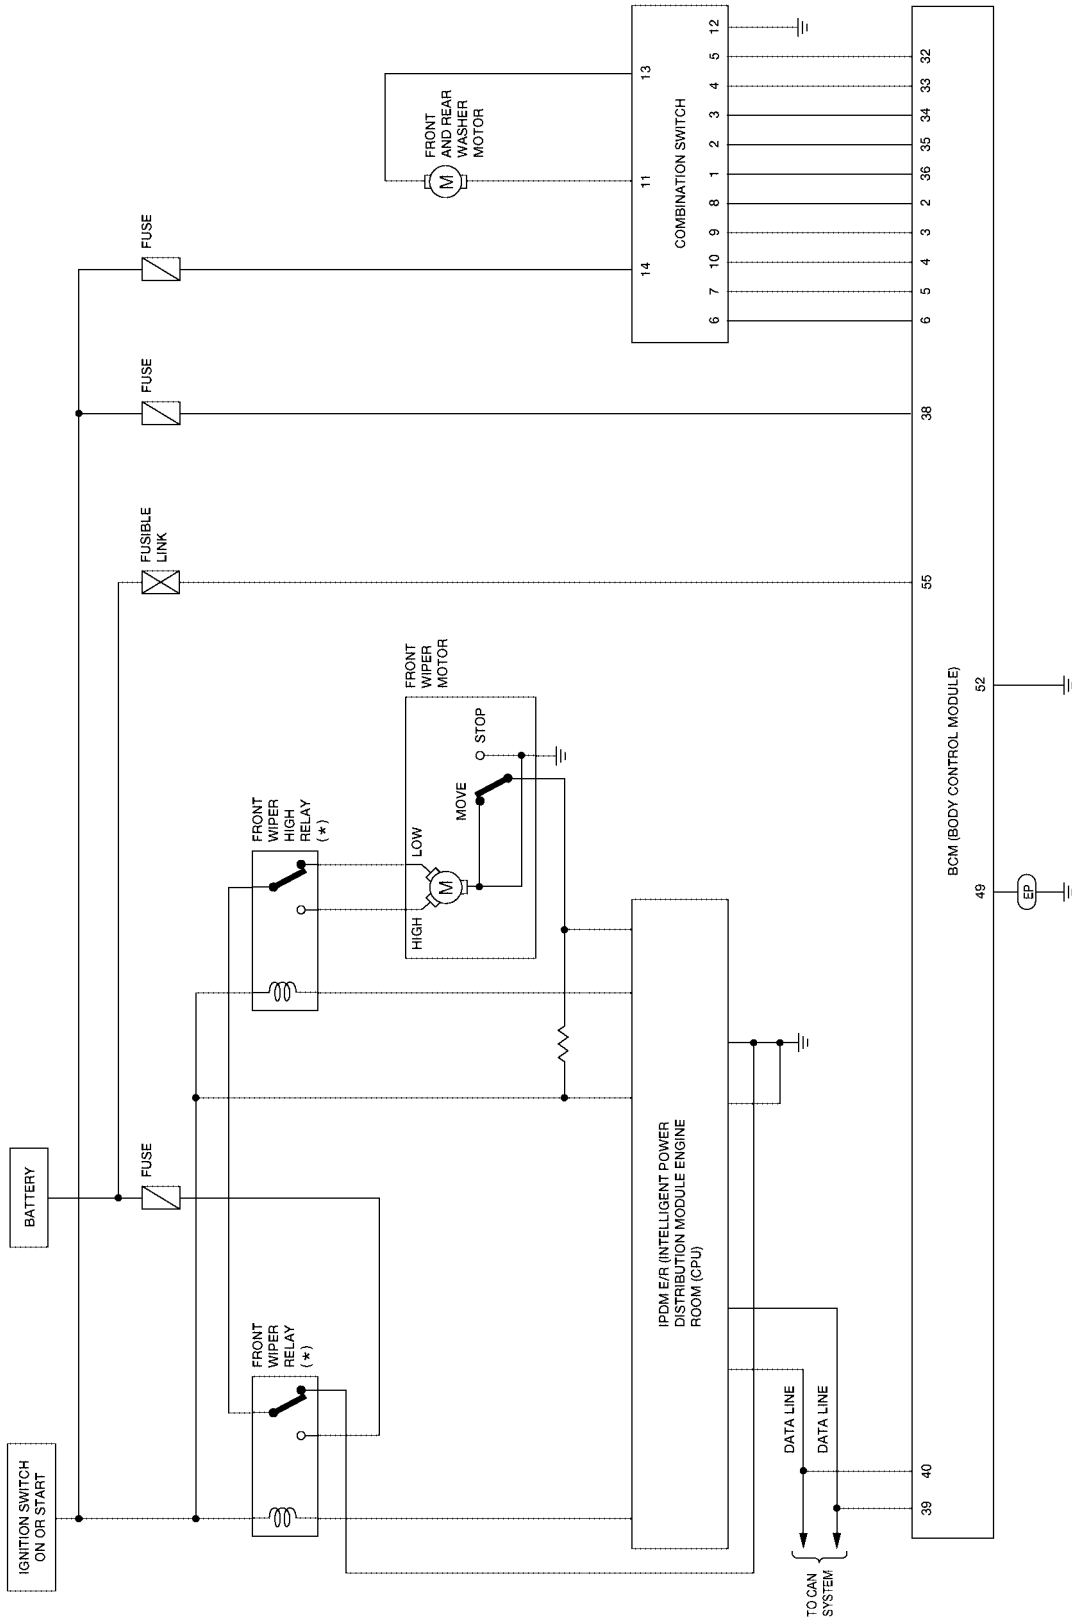 IGNITION SWITCH
ON OR START
BATTERY
FUSE
FUSIBLE
LINK
FUSE
FUSE
FRONT
WIPER
RELAY
(*)
FRONT
WIPER
HIGH
RELAY
(*)
FRONT
WIPER
MOTOR
HIGH
LOW
M
MOVE
STOP
FRONT
AND REAR
WASHER
MOTOR
M
IPDM E/R (INTELLIGENT POWER
DISTRIBUTION MODULE ENGINE
ROOM (CPU)
14
11
13
COMBINATION SWITCH
6
7
10
9
8
1
2
3
4
5
12
DATA LINE
DATA LINE
TO CAN
SYSTEM
39
40
55
38
6
5
4
3
2
36
35
34
33
32
BCM (BODY CONTROL MODULE)
49
52
EP